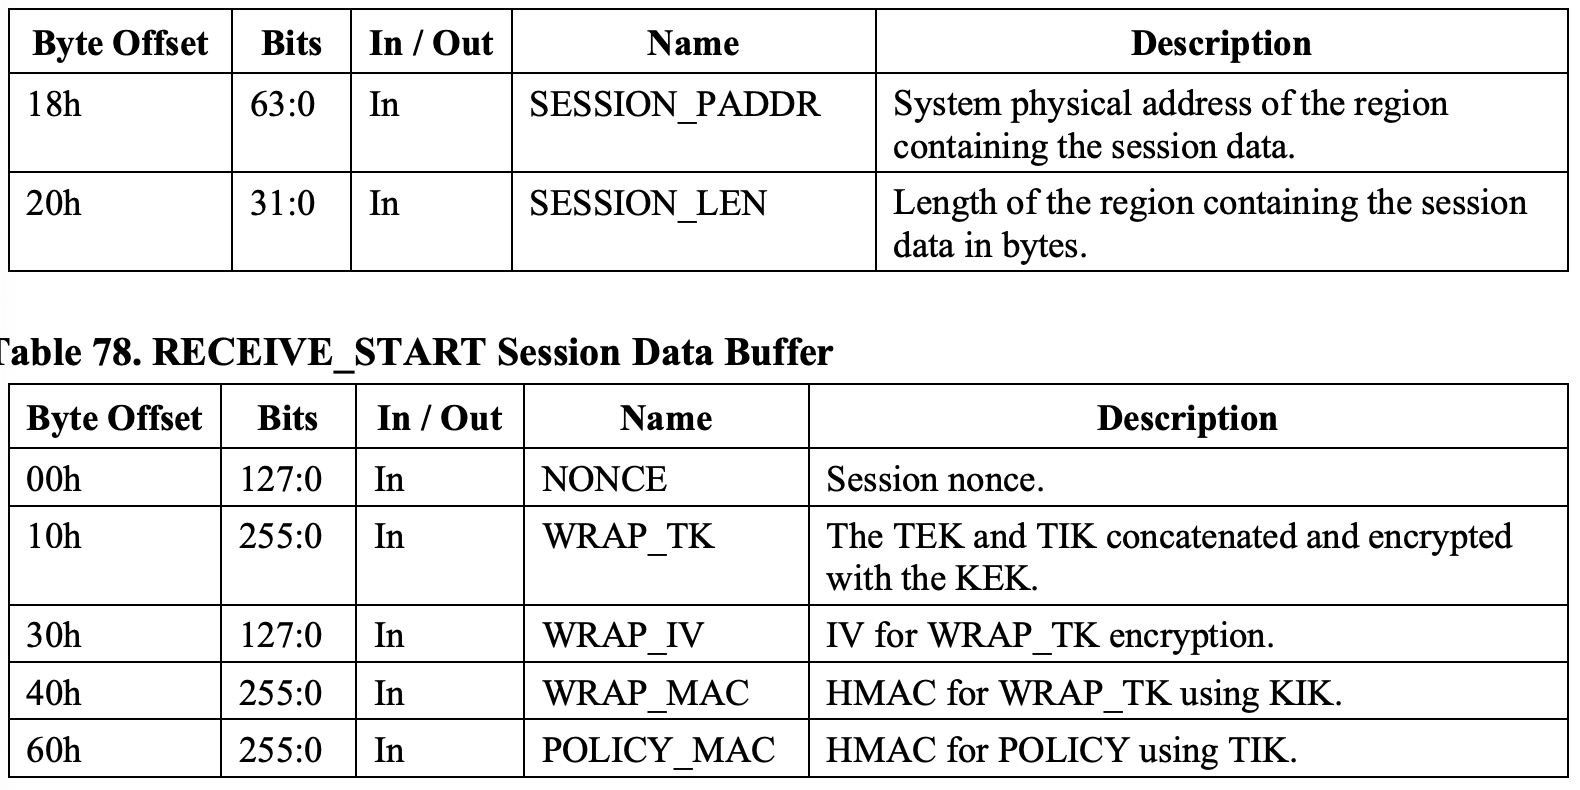 Byte Offset Bits In / Out Name Description
18h 63:0 In SESSION_PADDR System physical address of the region
containing the session data.
20h 31:0 In SESSION_LEN Length of the region containing the session
data in bytes.
Table 78. RECEIVE_START Session Data Buffer
Byte Offset Bits In / Out Name Description
00h 127:0 In NONCE Session nonce.
10h 255:0 In WRAP_TK The TEK and TIK concatenated and encrypted
with the KEK.
30h 127:0 In WRAP_IV IV for WRAP_TK encryption.
40h 255:0 In WRAP_MAC HMAC for WRAP_TK using KIK.
60h 255:0 In POLICY_MAC HMAC for POLICY using TIK.